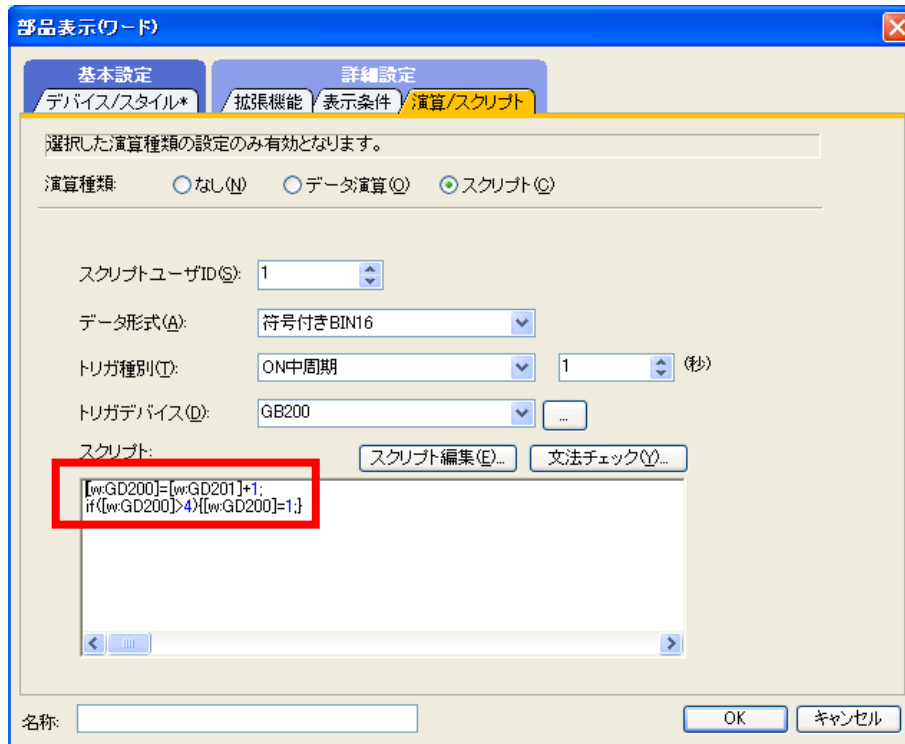 部品表示(ワード)
基本設定 詳細設定
デバイス/スタイル* 拡張機能 表示条件 演算/スクリプト
選択した演算種類の設定のみ有効となります。
演算種類: なし(N) データ演算(O) スクリプト(C)
スクリプトユーザID(S): 1
データ形式(A): 符号付きBIN16
トリガ種別(T): ON中周期 1 (秒)
トリガデバイス(D): GB200 ...
スクリプト: スクリプト編集(E)... 文法チェック(Y)...
[w:GD200]=[w:GD201]+1;
if([w:GD200]>4){[w:GD200]=1;}
名称: OK キャンセル